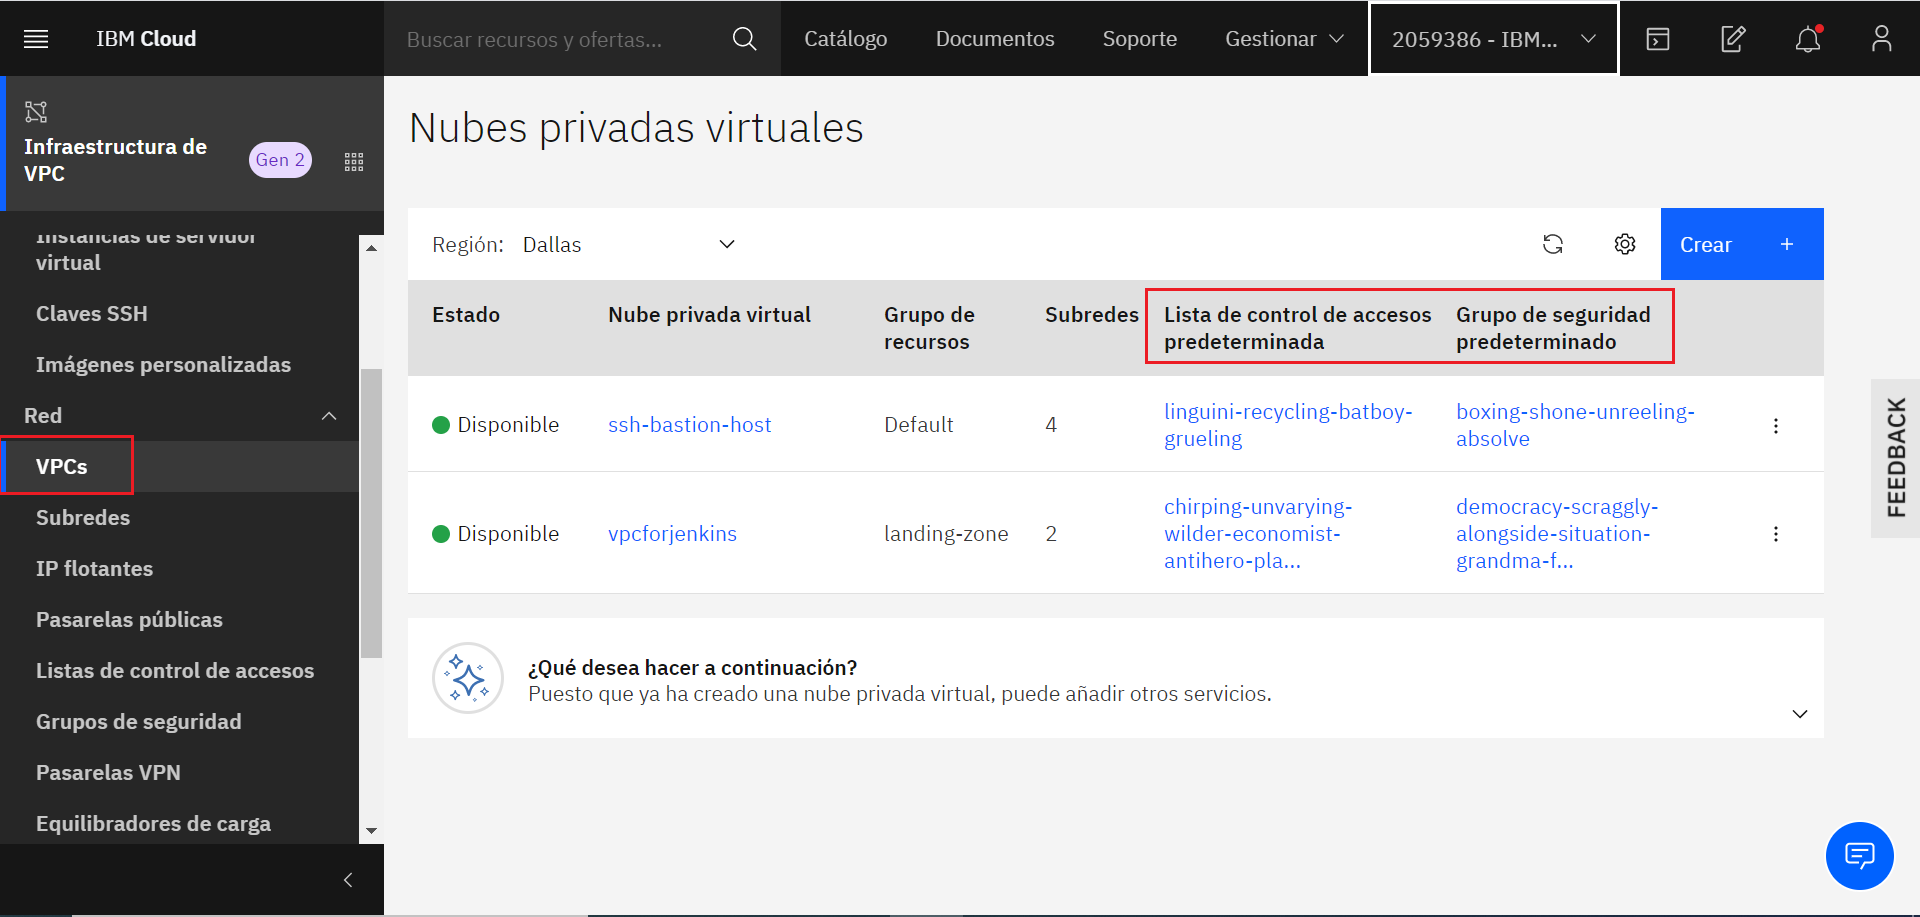 IBM Cloud
Buscar recursos y ofertas...
Catálogo
Documentos
Soporte
Gestionar
2059386 - IBM...
Infraestructura de
VPC
Gen 2
Instancias de servidor
virtual
Claves SSH
Imágenes personalizadas
Red
VPCs
Subredes
IP flotantes
Pasarelas públicas
Listas de control de accesos
Grupos de seguridad
Pasarelas VPN
Equilibradores de carga
Nubes privadas virtuales
Región: Dallas
Crear +
Estado
Nube privada virtual
Grupo de
recursos
Subredes
Lista de control de accesos
predeterminada
Grupo de seguridad
predeterminado
Disponible
ssh-bastion-host
Default
4
linguini-recycling-batboy-
grueling
boxing-shone-unreeling-
absolve
Disponible
vpcforjenkins
landing-zone
2
chirping-unvarying-
wilder-economist-
antihero-pla...
democracy-scraggly-
alongside-situation-
grandma-f...
¿Qué desea hacer a continuación?
Puesto que ya ha creado una nube privada virtual, puede añadir otros servicios.
FEEDBACK